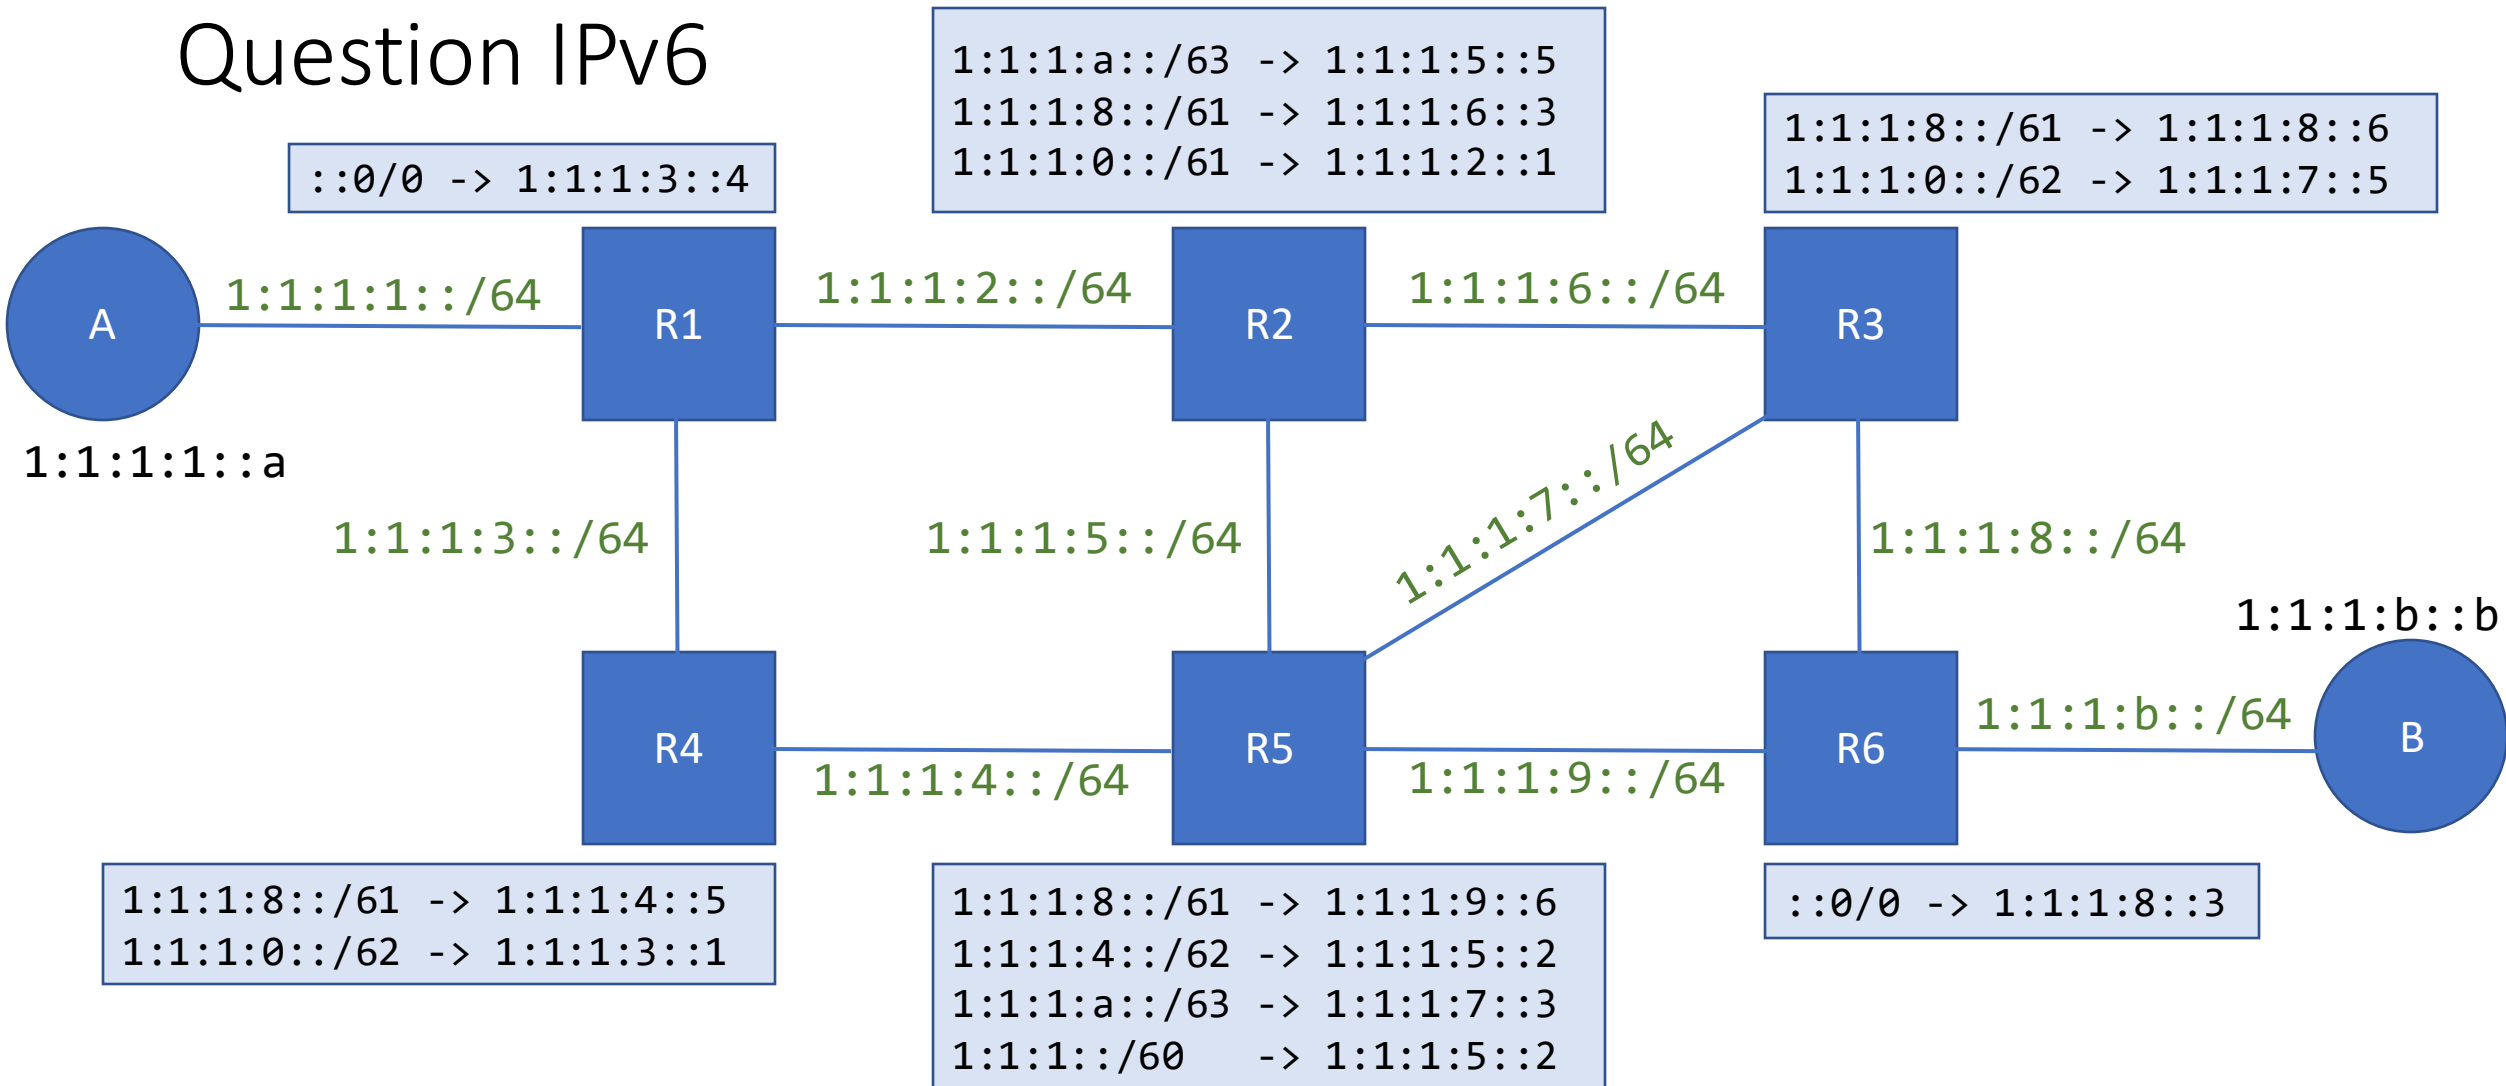 Question IPv6
1:1:1:a::/63 -> 1:1:1:5::5
1:1:1:8::/61 -> 1:1:1:6::3
1:1:1:0::/61 -> 1:1:1:2::1
1:1:1:8::/61 -> 1:1:1:8::6
1:1:1:0::/62 -> 1:1:1:7::5
::0/0 -> 1:1:1:3::4
A
1:1:1:1::/64
R1
1:1:1:2::/64
R2
1:1:1:6::/64
R3
1:1:1:1::a
1:1:1:3::/64
1:1:1:5::/64
1:1:1:7::/64
1:1:1:8::/64
1:1:1:b::b
R4
1:1:1:4::/64
R5
1:1:1:9::/64
R6
1:1:1:b::/64
B
1:1:1:8::/61 -> 1:1:1:4::5
1:1:1:0::/62 -> 1:1:1:3::1
1:1:1:8::/61 -> 1:1:1:9::6
1:1:1:4::/62 -> 1:1:1:5::2
1:1:1:a::/63 -> 1:1:1:7::3
1:1:1::/60 -> 1:1:1:5::2
::0/0 -> 1:1:1:8::3